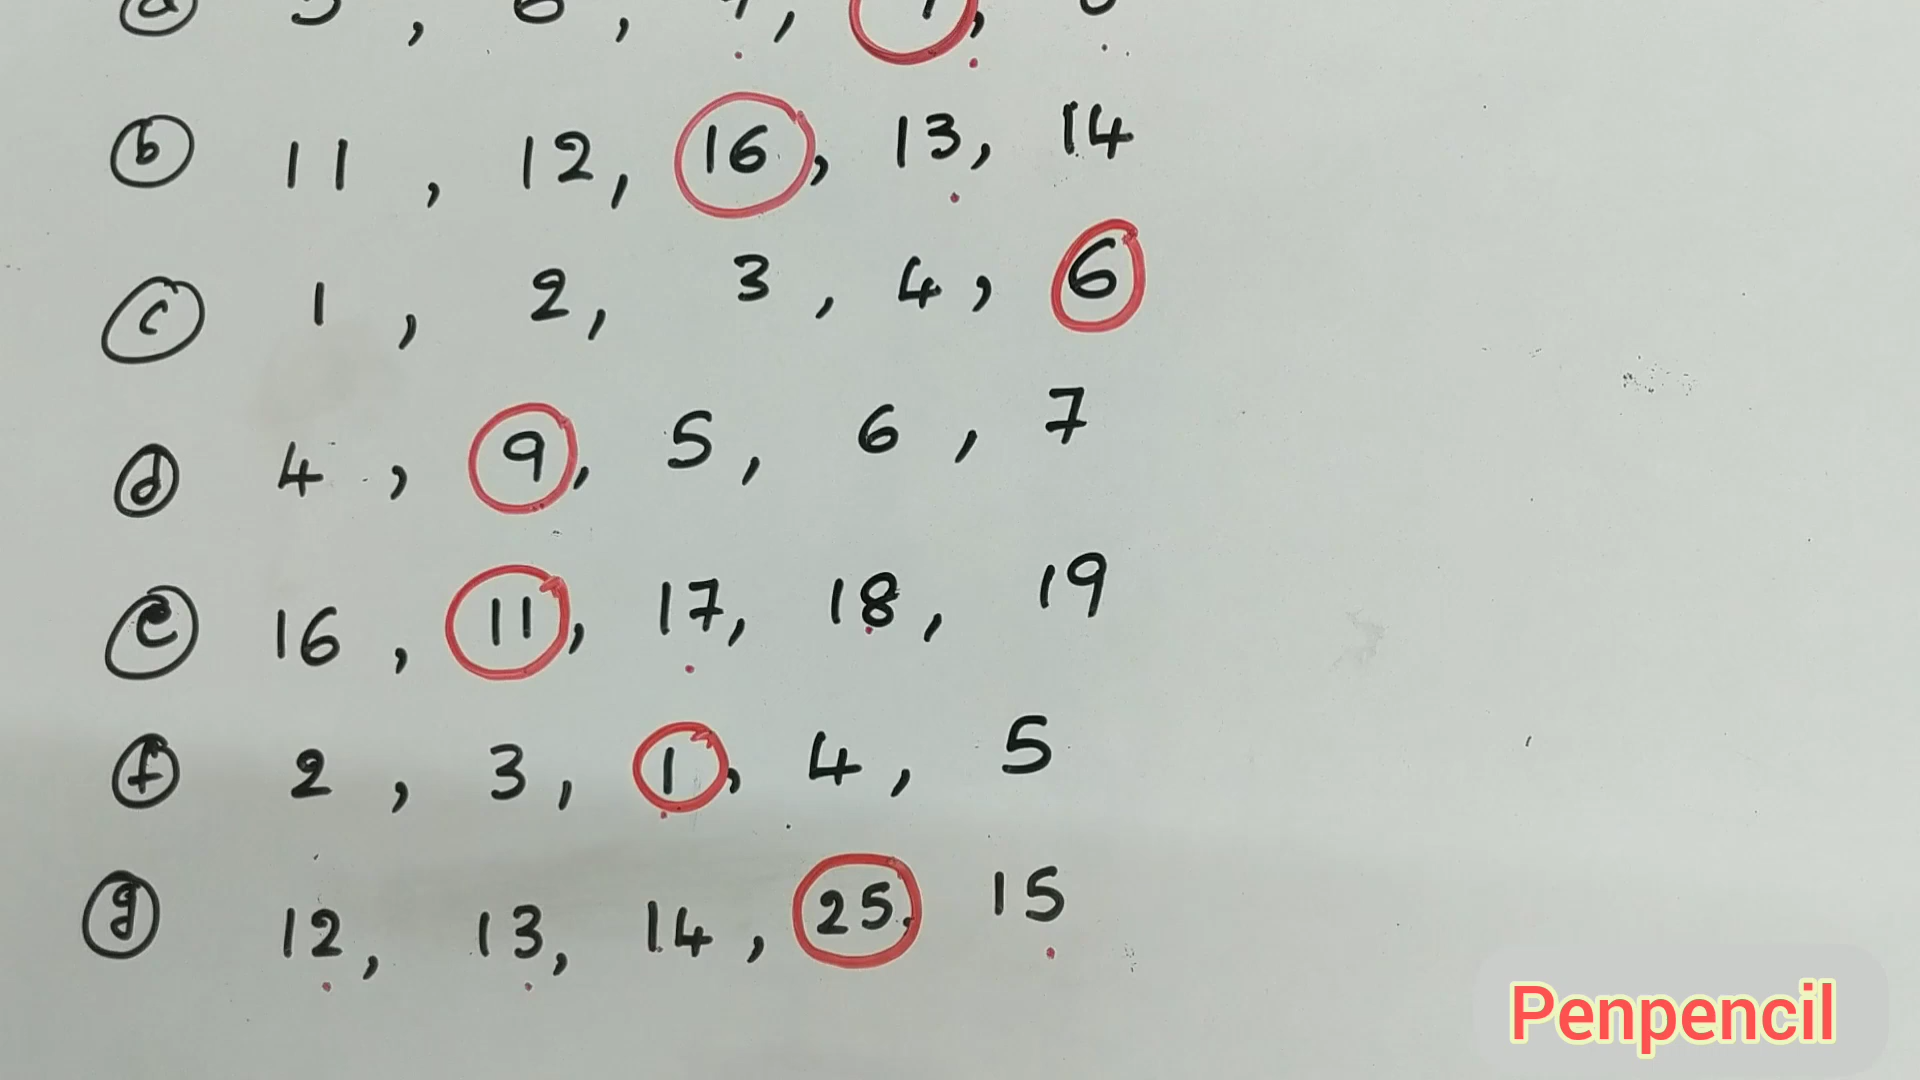 b 11, 12, 16, 13, 14
c 1, 2, 3, 4, 6
d 4, 9, 5, 6, 7
e 16, 11, 17, 18, 19
f 2, 3, 1, 4, 5
g 12, 13, 14, 25, 15
Penpencil